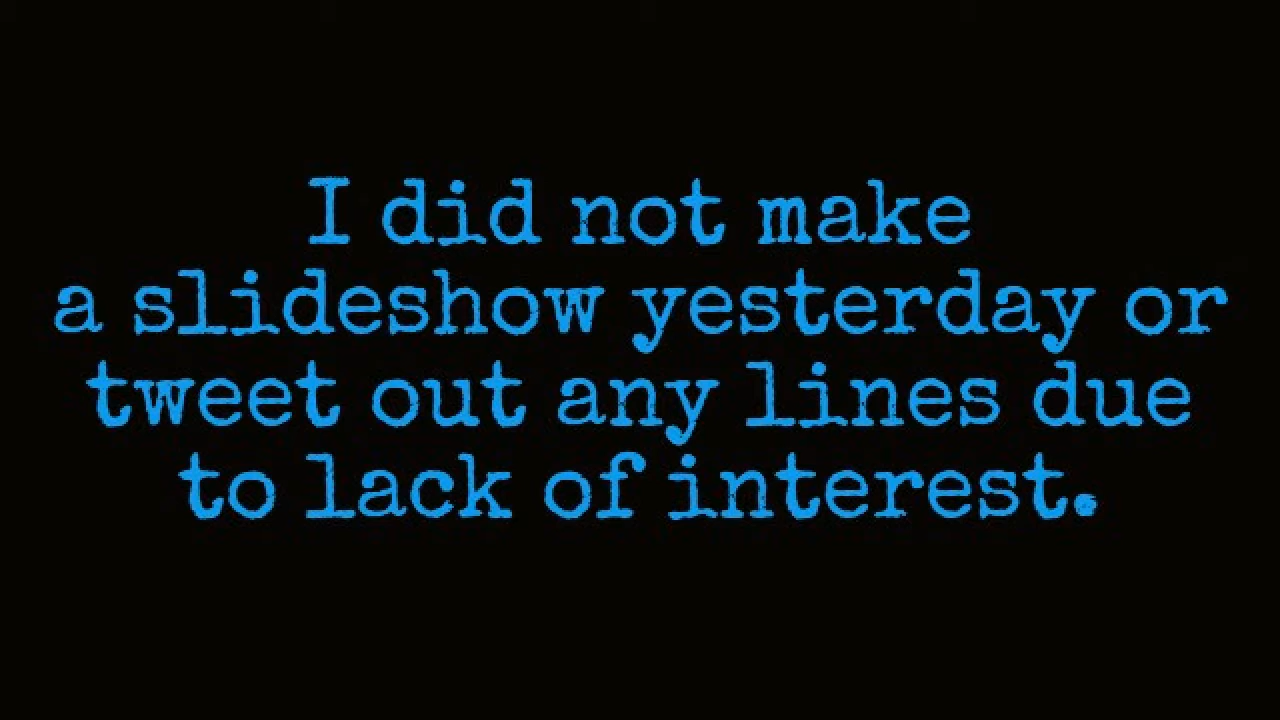 I did not make
a slideshow yesterday or
tweet out any lines due
to lack of interest.